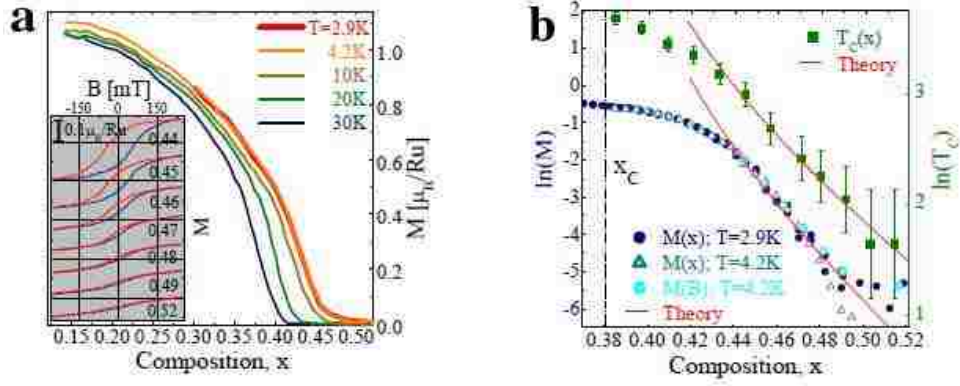 a
T=2.9K
4.2K
10K
20K
30K
B [mT]
-150 0 150
0.1μB/Ru
0.44
0.45
0.46
0.47
0.48
0.49
0.52
M
M [μB/Ru]
1.0
0.8
0.6
0.4
0.2
0.0
0.15 0.20 0.25 0.30 0.35 0.40 0.45 0.50
Composition, x
b
ln(M)
2
1
0
-1
-2
-3
-4
-5
-6
TC(x)
Theory
xC
M(x); T=2.9K
M(x); T=4.2K
M(B); T=4.2K
Theory
ln(TC)
3
2
1
0.38 0.40 0.42 0.44 0.46 0.48 0.50 0.52
Composition, x